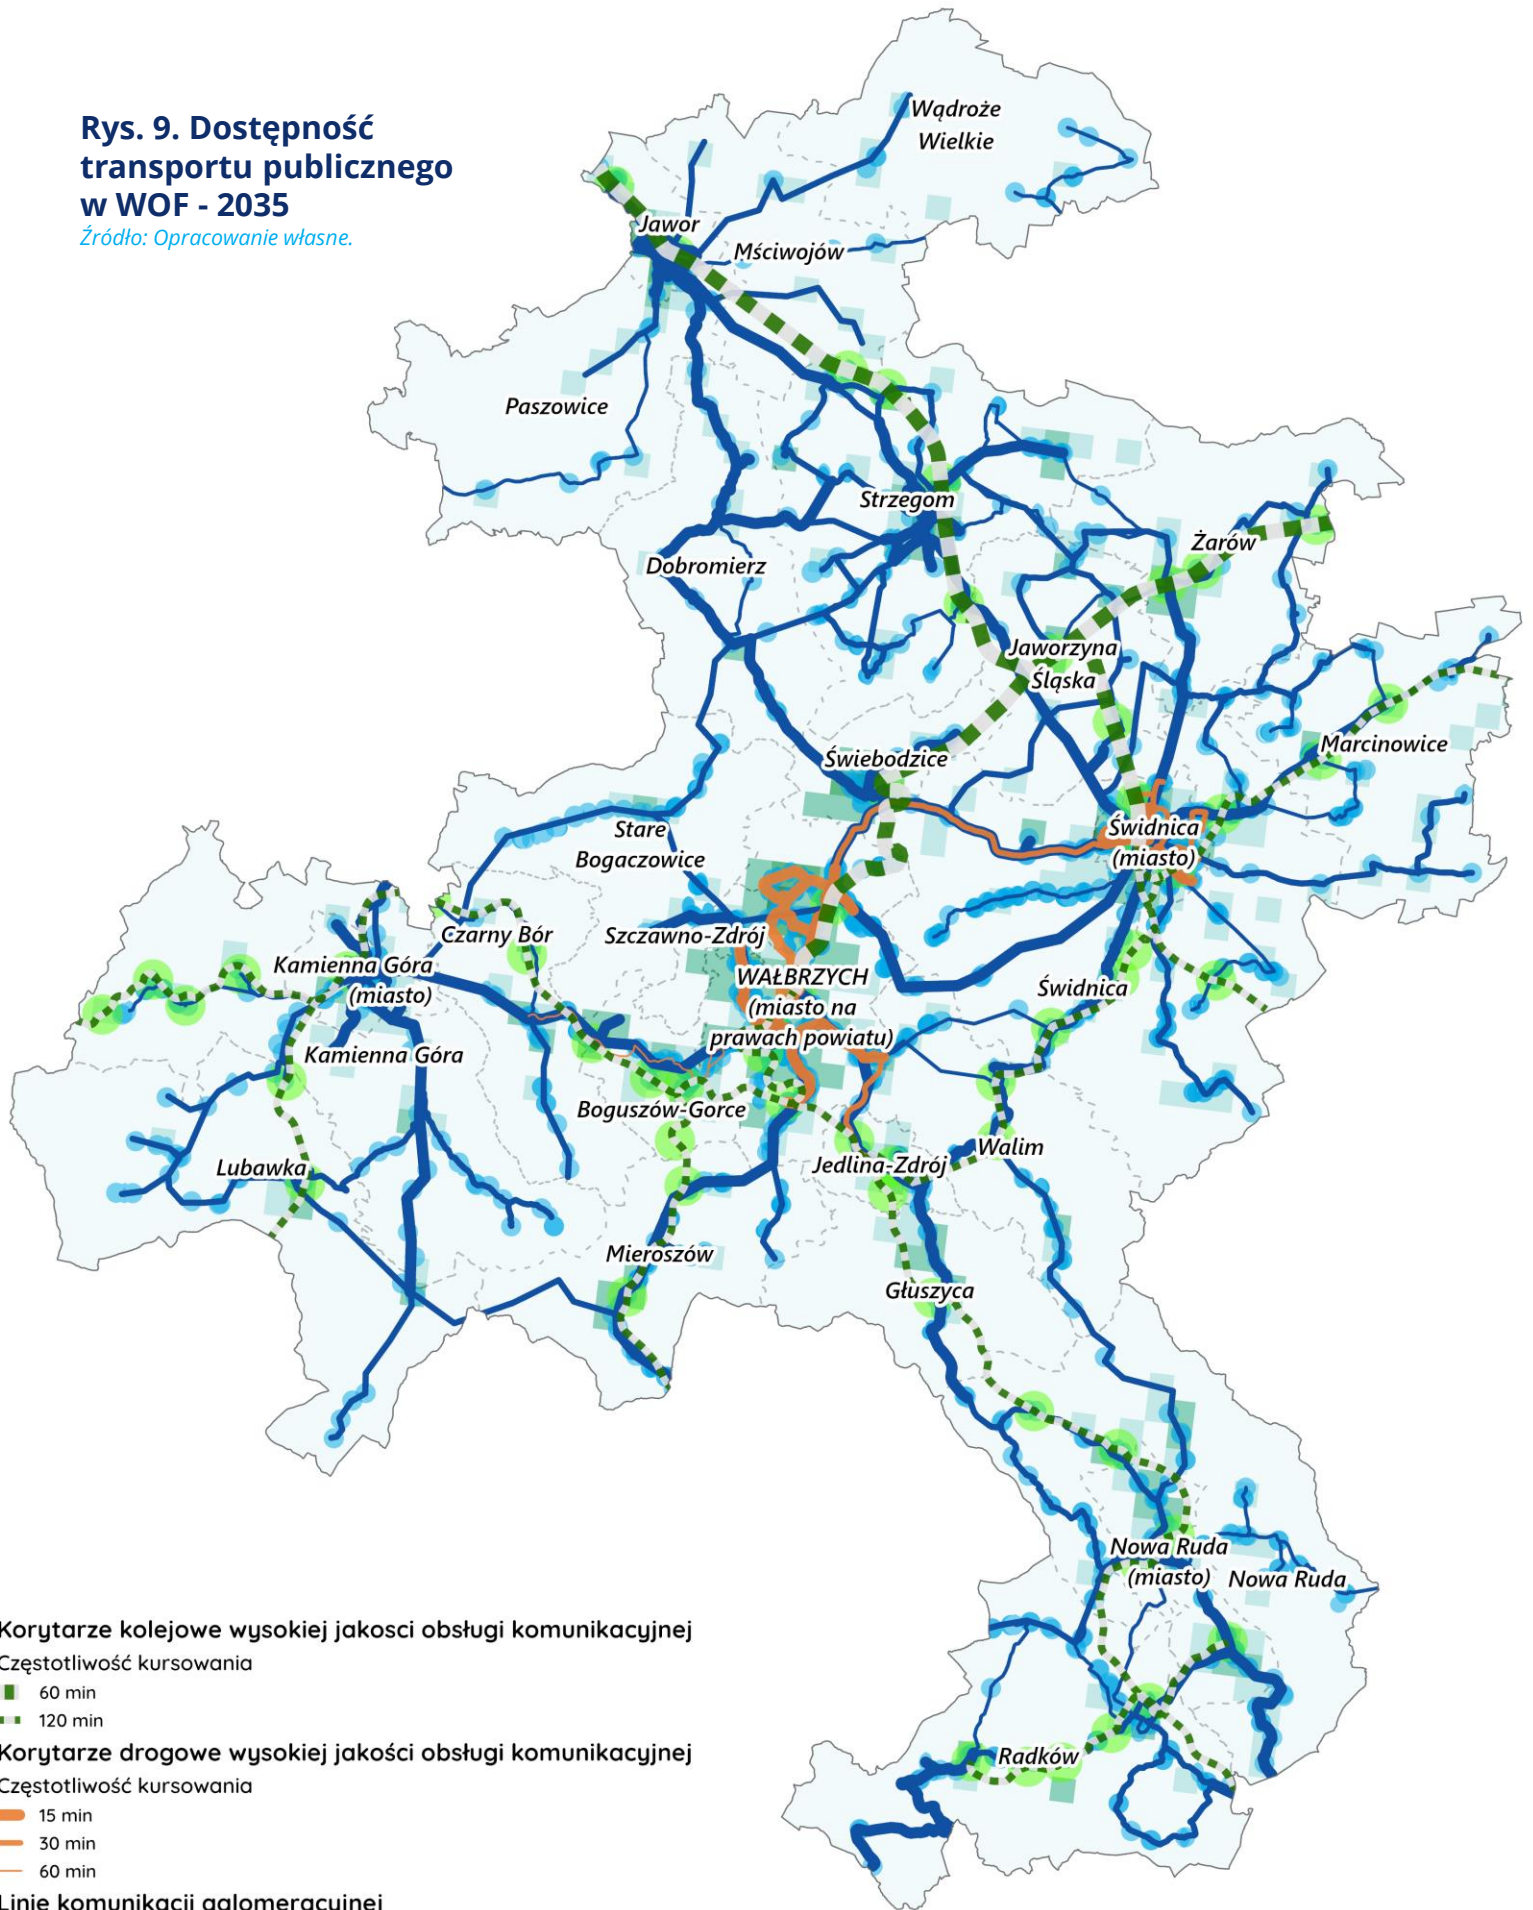 Rys. 9. Dostępność
transportu publicznego
w WOF - 2035
Źródło: Opracowanie własne.
Wądroże
Wielkie
Jawor
Mściwojów
Paszowice
Strzegom
Żarów
Dobromierz
Jaworzyna
Śląska
Marcinowice
Świebodzice
Stare
Bogaczowice
Świdnica
(miasto)
Czarny Bór
Szczawno-Zdrój
Kamienna Góra
(miasto)
WAŁBRZYCH
(miasto na
prawach powiatu)
Świdnica
Kamienna Góra
Boguszów-Gorce
Walim
Jedlina-Zdrój
Lubawka
Mieroszów
Głuszyca
Nowa Ruda
(miasto)
Nowa Ruda
Radków
Korytarze kolejowe wysokiej jakosci obsługi komunikacyjnej
Częstotliwość kursowania
60 min
120 min
Korytarze drogowe wysokiej jakości obsługi komunikacyjnej
Częstotliwość kursowania
15 min
30 min
60 min
Linie komunikacji aglomeracyjnej